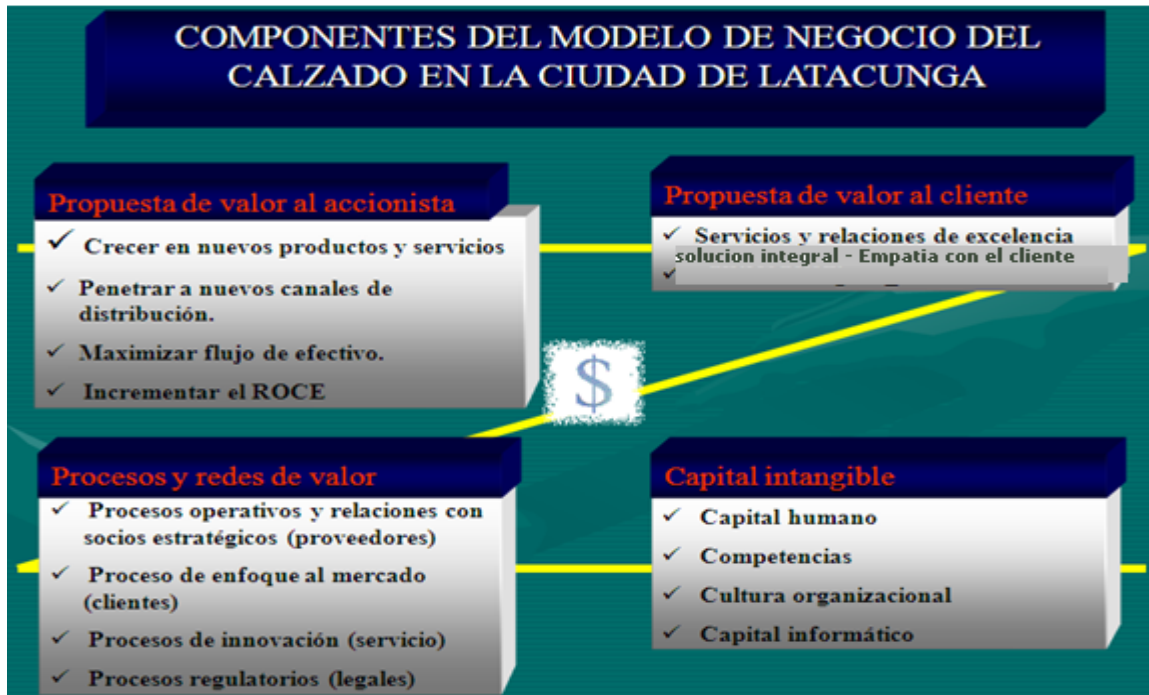 COMPONENTES DEL MODELO DE NEGOCIO DEL
CALZADO EN LA CIUDAD DE LATACUNGA
Propuesta de valor al accionista
✓ Crecer en nuevos productos y servicios
✓ Penetrar a nuevos canales de
distribución.
✓ Maximizar flujo de efectivo.
✓ Incrementar el ROCE
Propuesta de valor al cliente
✓ Servicios y relaciones de excelencia
solucion integral - Empatia con el cliente
$
Procesos y redes de valor
✓ Procesos operativos y relaciones con
socios estratégicos (proveedores)
✓ Proceso de enfoque al mercado
(clientes)
✓ Procesos de innovación (servicio)
✓ Procesos regulatorios (legales)
Capital intangible
✓ Capital humano
✓ Competencias
✓ Cultura organizacional
✓ Capital informático